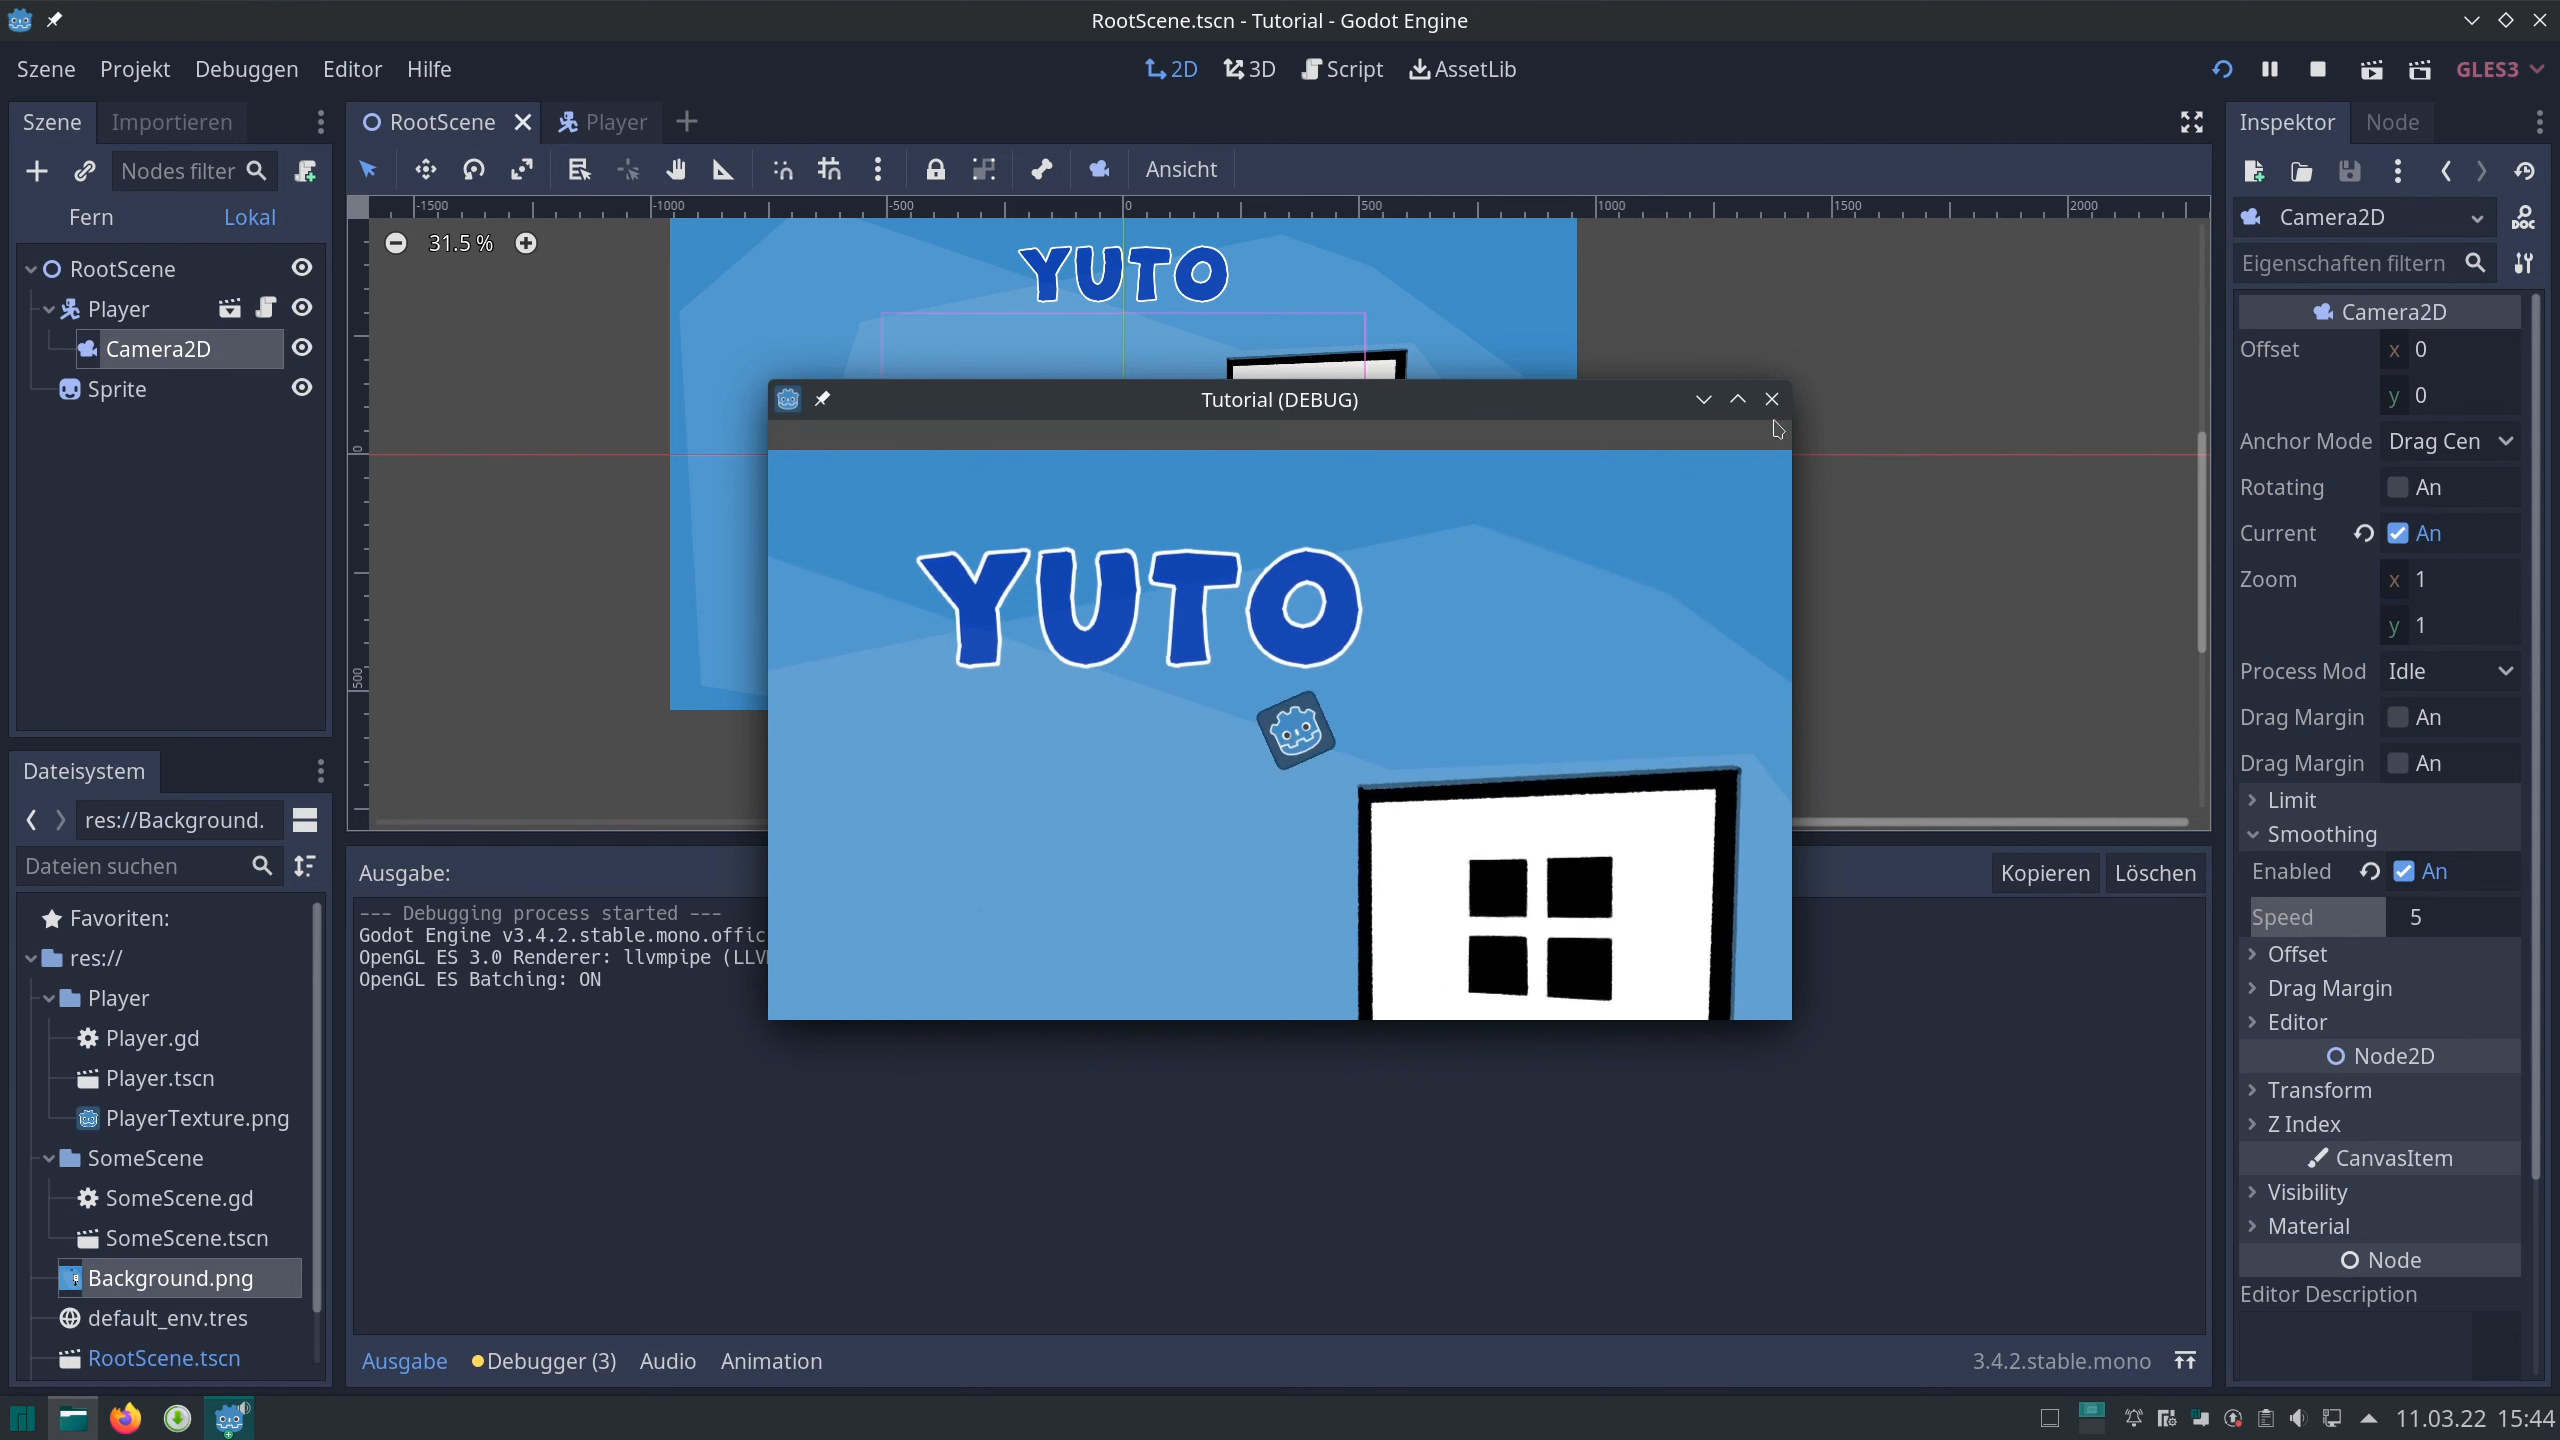 RootScene.tscn - Tutorial - Godot Engine
Szene Projekt Debuggen Editor Hilfe
2D 3D Script AssetLib
GLES3
Szene Importieren
RootScene Player
Inspektor Node
Nodes filter
Ansicht
Fern Lokal
-1500 -1000 -500 0 500 1000 1500 2000
Camera2D
31.5 %
Eigenschaften filtern
RootScene
Player
Camera2D
Sprite
0
500
YUTO
Tutorial (DEBUG)
YUTO
Camera2D
Offset x 0
y 0
Anchor Mode Drag Cen
Rotating An
Current An
Zoom x 1
y 1
Process Mod Idle
Drag Margin An
Drag Margin An
Limit
Smoothing
Enabled An
Speed 5
Offset
Drag Margin
Editor
Node2D
Transform
Z Index
CanvasItem
Visibility
Material
Node
Editor Description
Dateisystem
res://Background.
Dateien suchen
Favoriten:
res://
Player
Player.gd
Player.tscn
PlayerTexture.png
SomeScene
SomeScene.gd
SomeScene.tscn
Background.png
default_env.tres
RootScene.tscn
Ausgabe:
Kopieren Löschen
--- Debugging process started ---
Godot Engine v3.4.2.stable.mono.offic
OpenGL ES 3.0 Renderer: llvmpipe (LLV
OpenGL ES Batching: ON
Ausgabe Debugger (3) Audio Animation
3.4.2.stable.mono
11.03.22 15:44